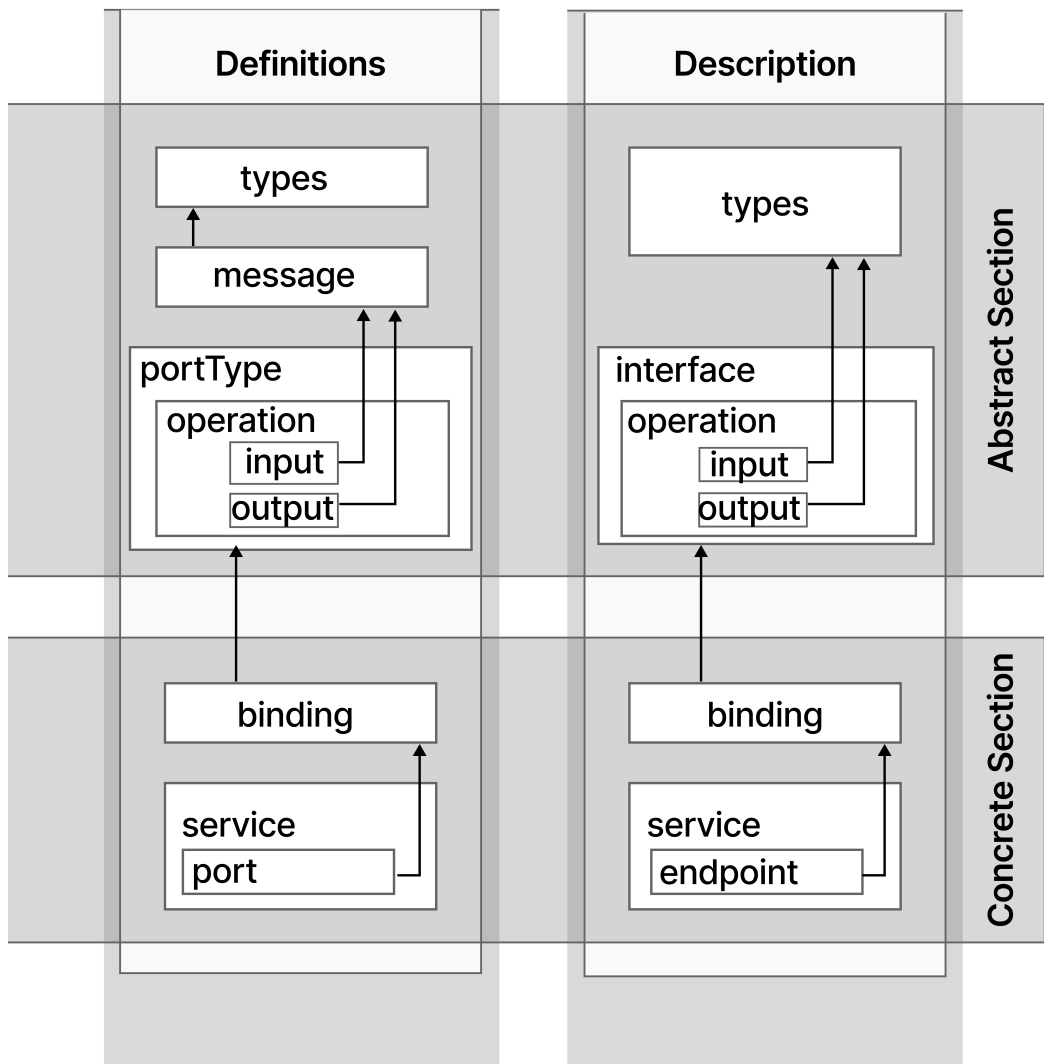 Definitions
types
message
portType
operation
input
output
binding
service
port
Description
types
interface
operation
input
output
binding
service
endpoint
Abstract Section
Concrete Section